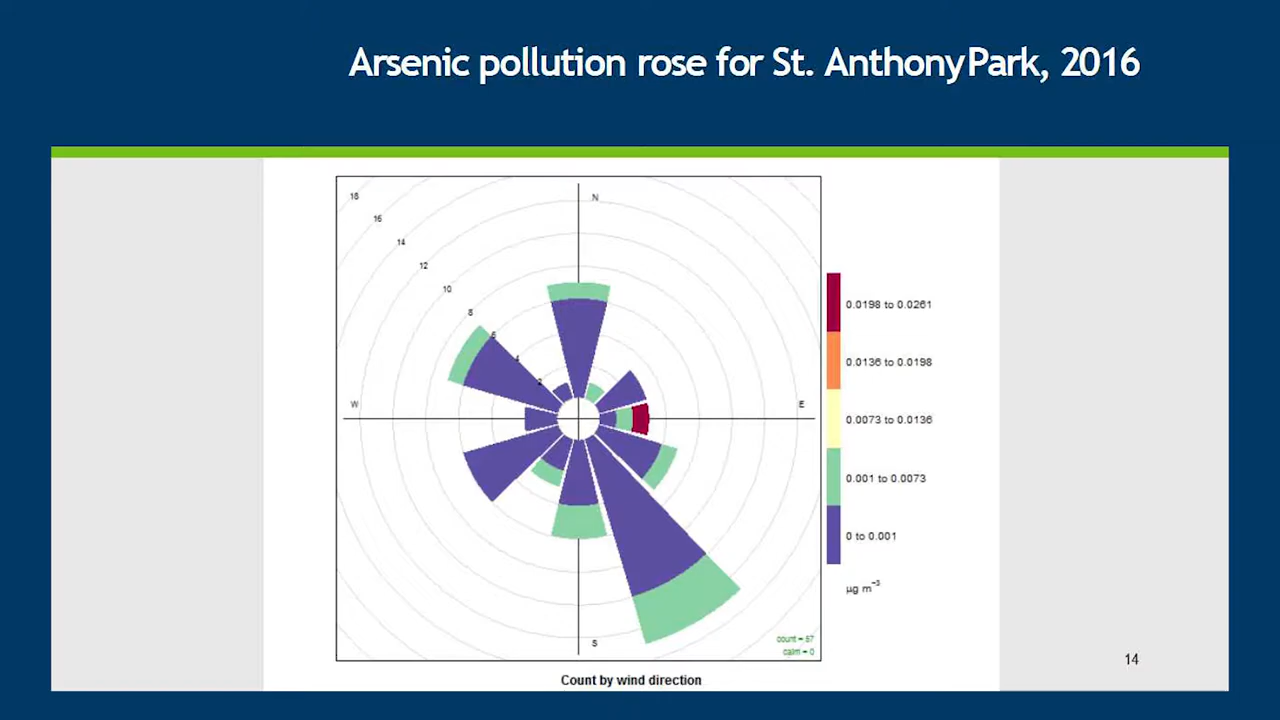 Arsenic pollution rose for St. Anthony Park, 2016
18
16
14
12
10
8
6
4
2
N
W
E
S
0.0198 to 0.0261
0.0136 to 0.0198
0.0073 to 0.0136
0.001 to 0.0073
0 to 0.001
μg m⁻³
count = 57
calm = 0
Count by wind direction
14